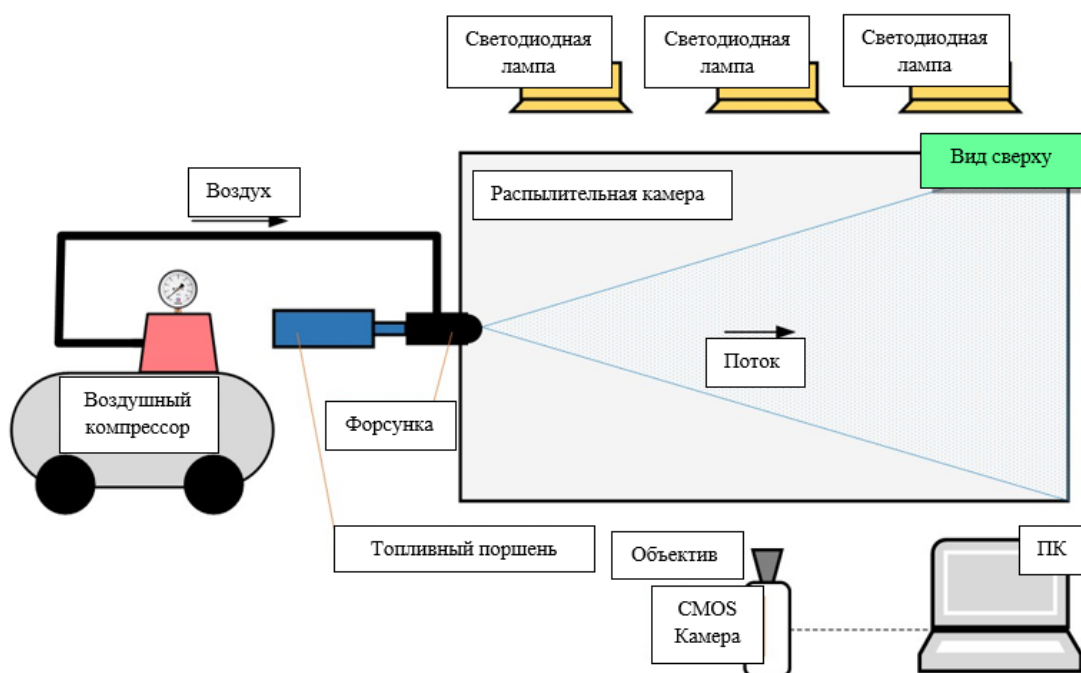 Светодиодная
лампа
Светодиодная
лампа
Светодиодная
лампа
Вид сверху
Воздух
Распылительная камера
Поток
Воздушный
компрессор
Форсунка
Топливный поршень
Объектив
ПК
CMOS
Камера